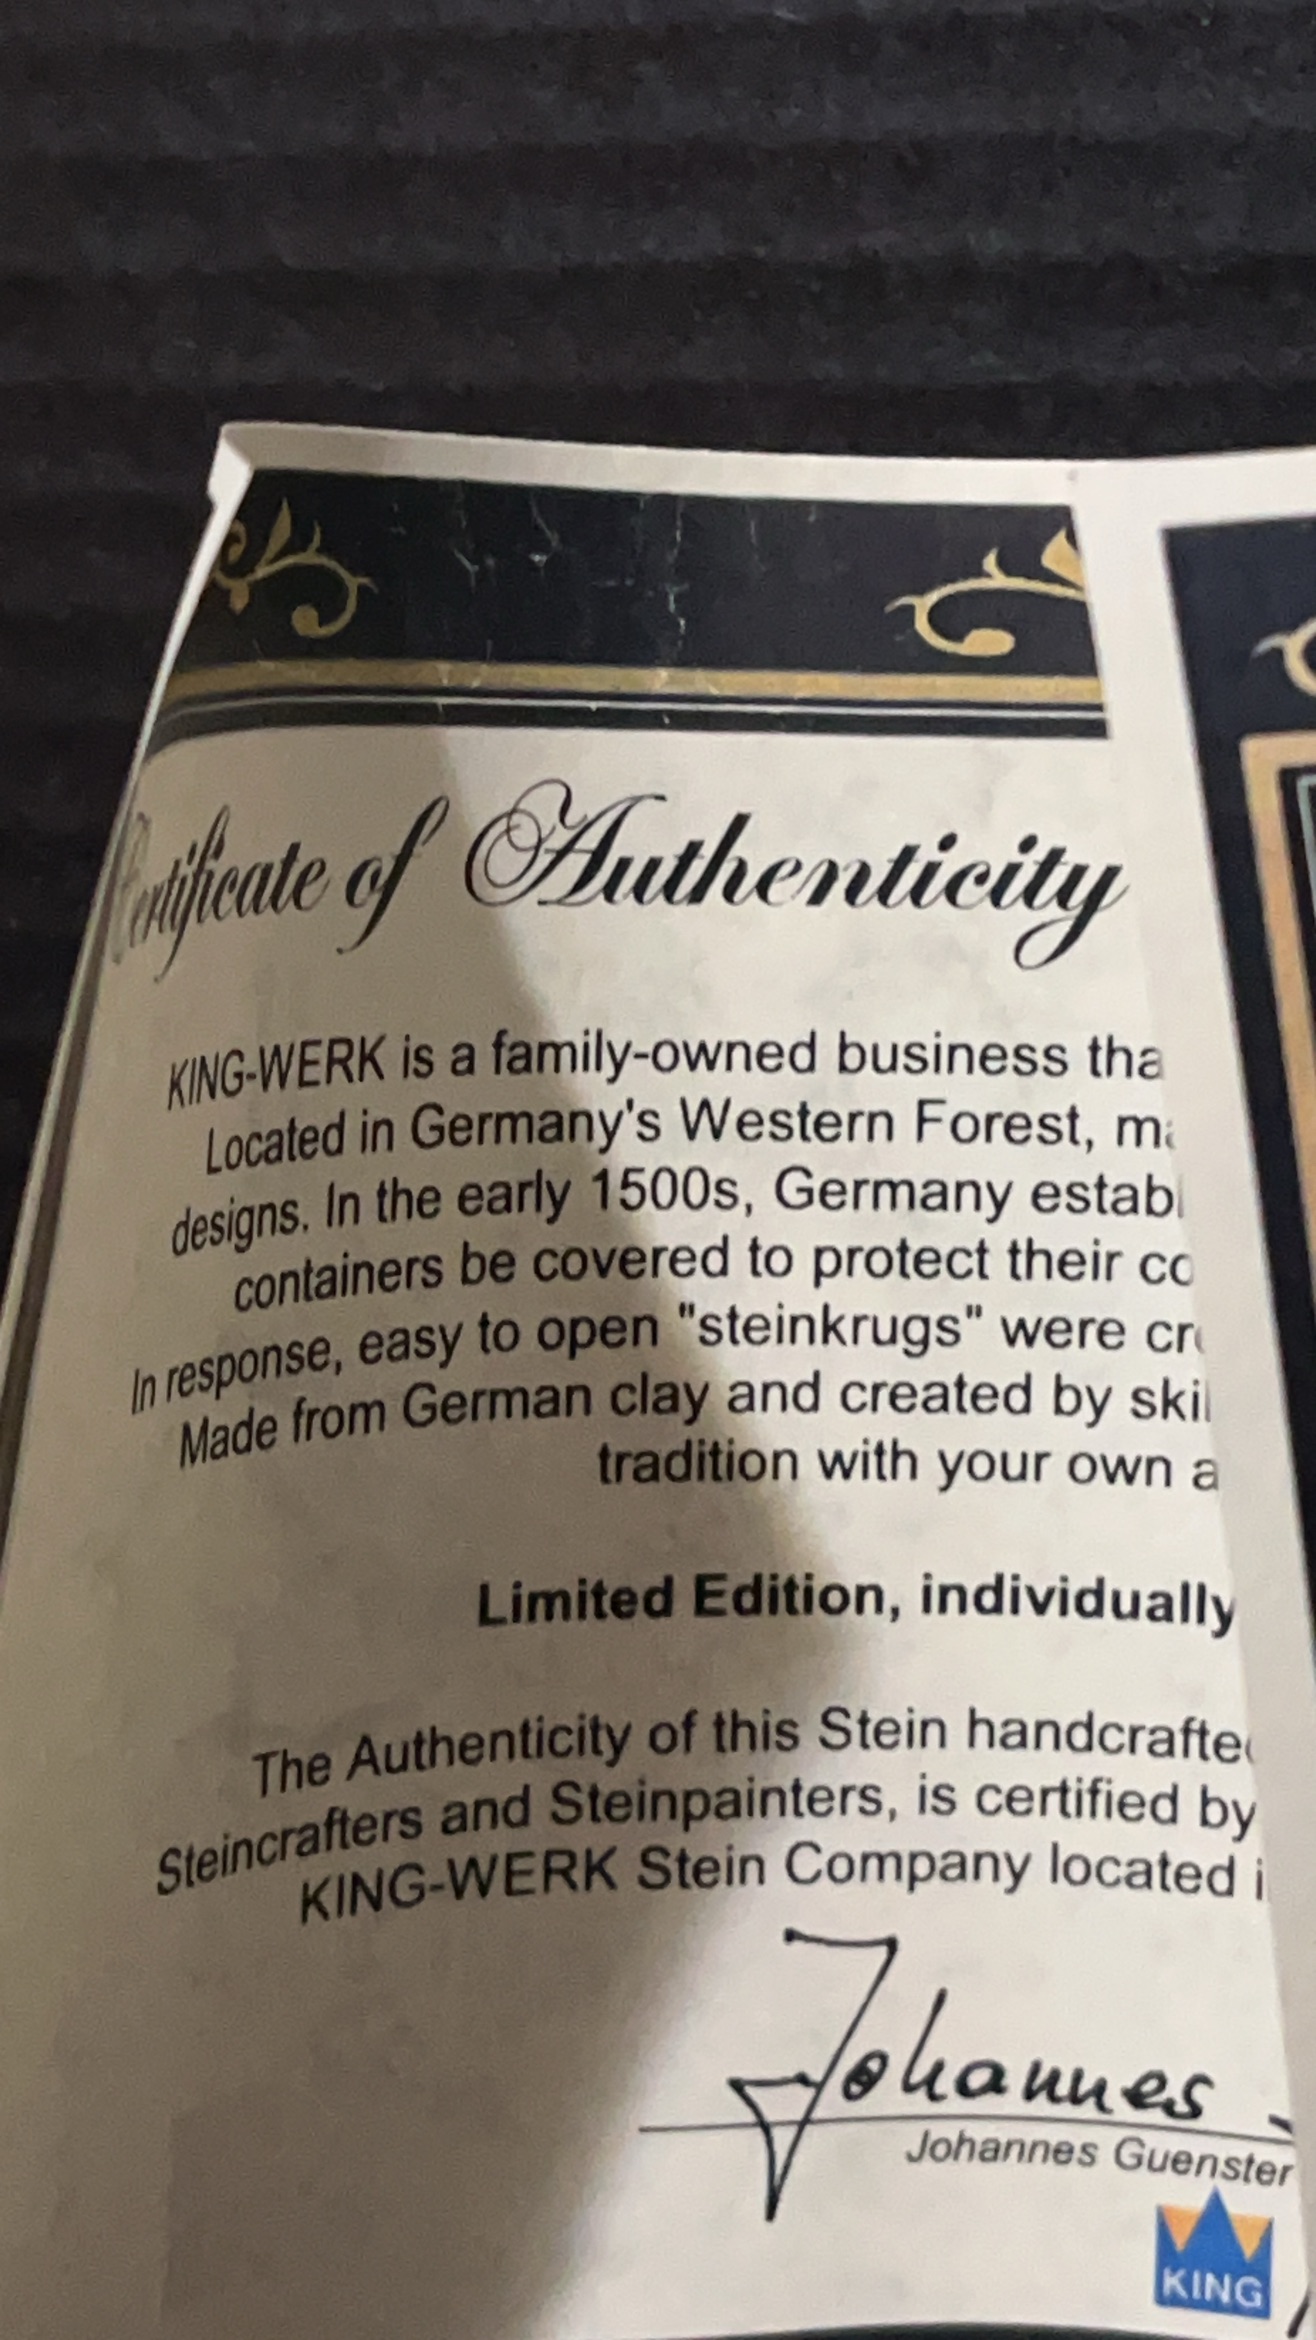 Certificate of Authenticity
KING-WERK is a family-owned business tha
Located in Germany's Western Forest, ma
designs. In the early 1500s, Germany establ
containers be covered to protect their co
In response, easy to open "steinkrugs" were cr
Made from German clay and created by skil
tradition with your own a
Limited Edition, individually
The Authenticity of this Stein handcrafte
Steincrafters and Steinpainters, is certified by
KING-WERK Stein Company located i
Johannes
Johannes Guenster
KING